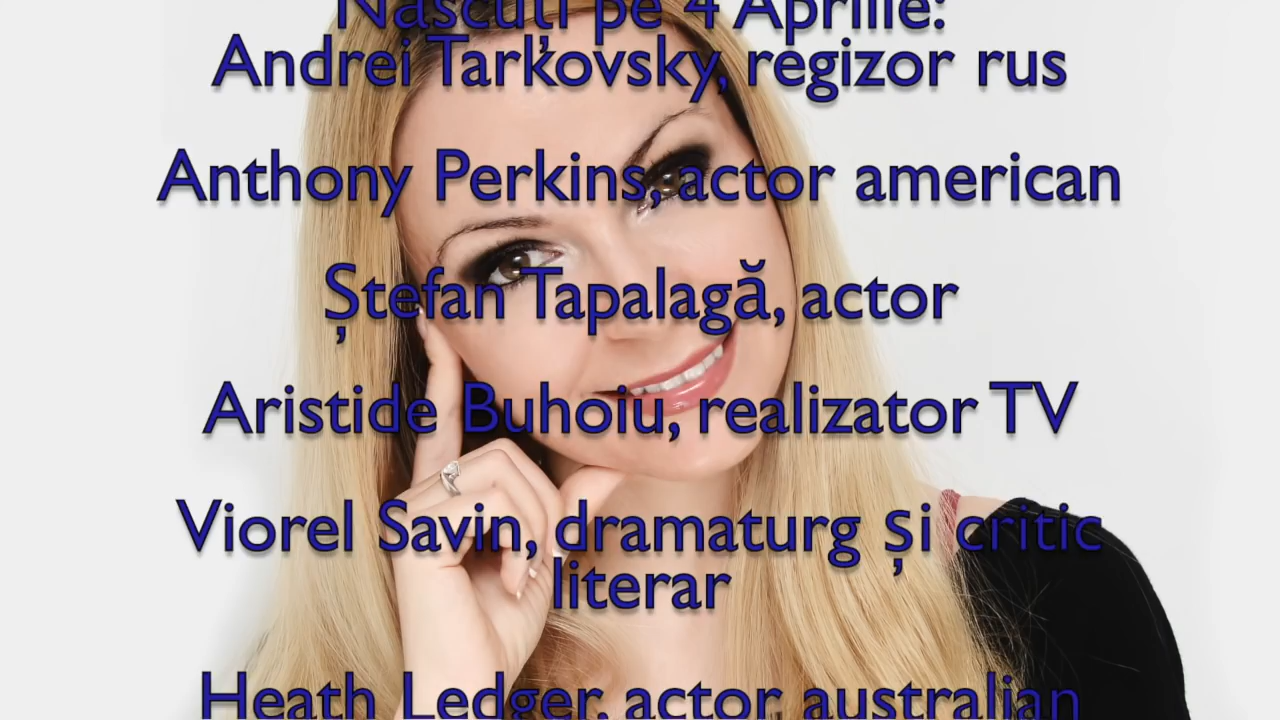 Născuți pe 4 Aprilie:
Andrei Tarkovsky, regizor rus
Anthony Perkins, actor american
Ștefan Tapalagă, actor
Aristide Buhoiu, realizator TV
Viorel Savin, dramaturg și critic
literar
Heath Ledger, actor australian